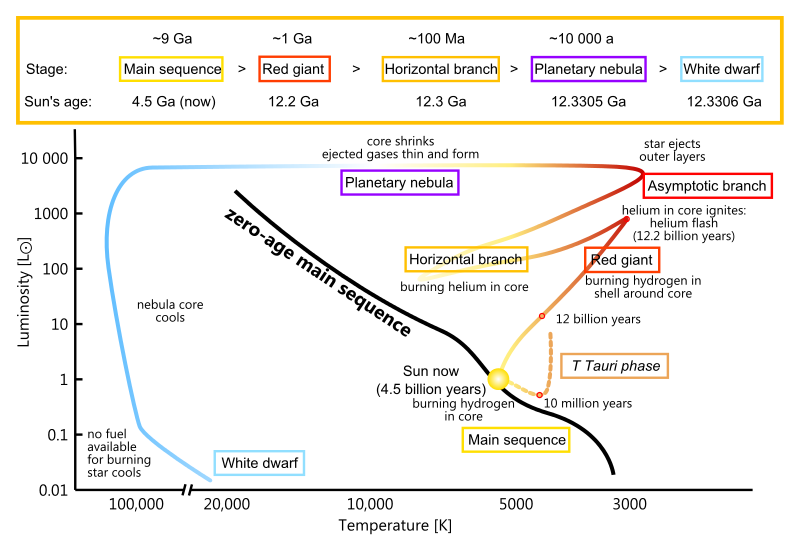 ~9 Ga ~1 Ga ~100 Ma ~10 000 a
Stage: Main sequence > Red giant > Horizontal branch > Planetary nebula > White dwarf
Sun's age: 4.5 Ga (now) 12.2 Ga 12.3 Ga 12.3305 Ga 12.3306 Ga
core shrinks
ejected gases thin and form
star ejects
outer layers
Planetary nebula
Asymptotic branch
helium in core ignites:
helium flash
(12.2 billion years)
zero-age main sequence
Horizontal branch
burning helium in core
Red giant
burning hydrogen in
shell around core
nebula core
cools
12 billion years
T Tauri phase
Sun now
(4.5 billion years)
burning hydrogen
in core
10 million years
Main sequence
no fuel
available
for burning
star cools
White dwarf
Luminosity [L☉]
10 000
1000
100
10
1
0.1
0.01
100,000 20,000 10,000 5000 3000
Temperature [K]